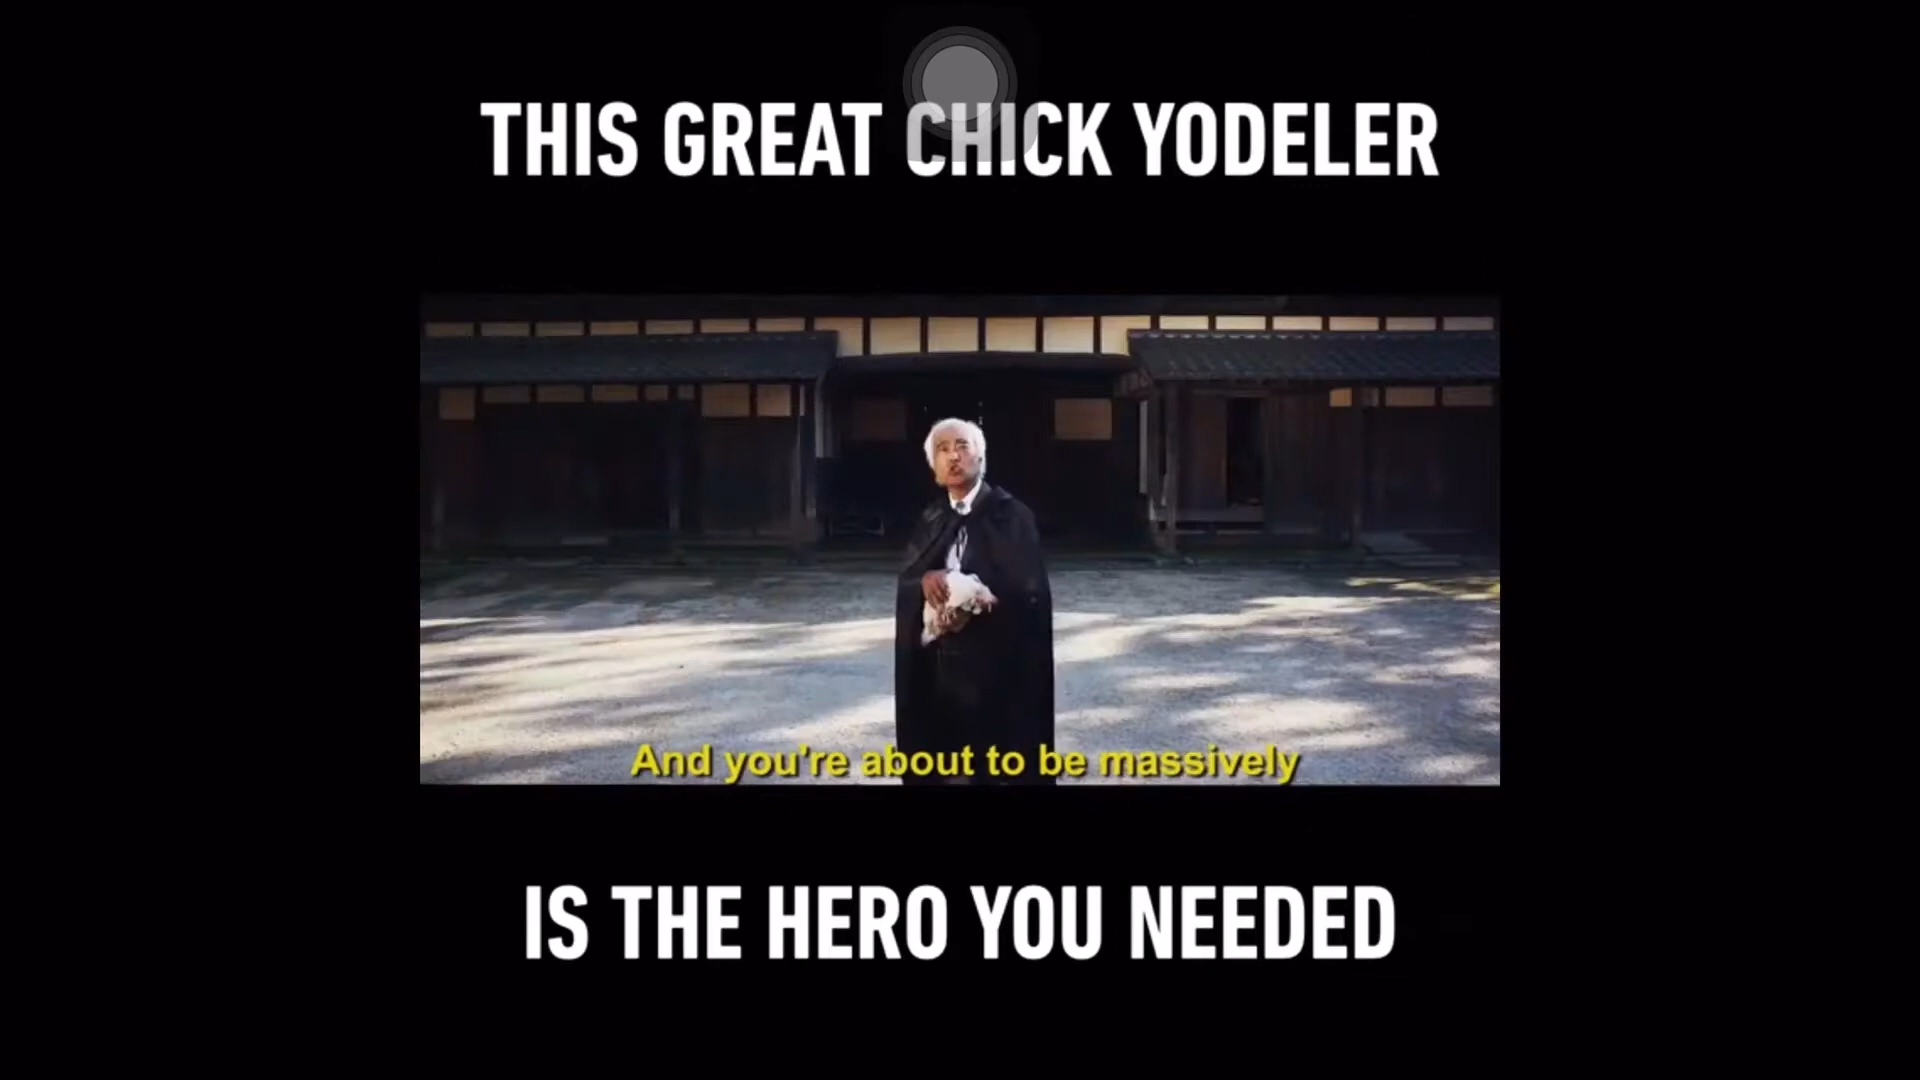 THIS GREAT CHICK YODELER
And you're about to be massively
IS THE HERO YOU NEEDED